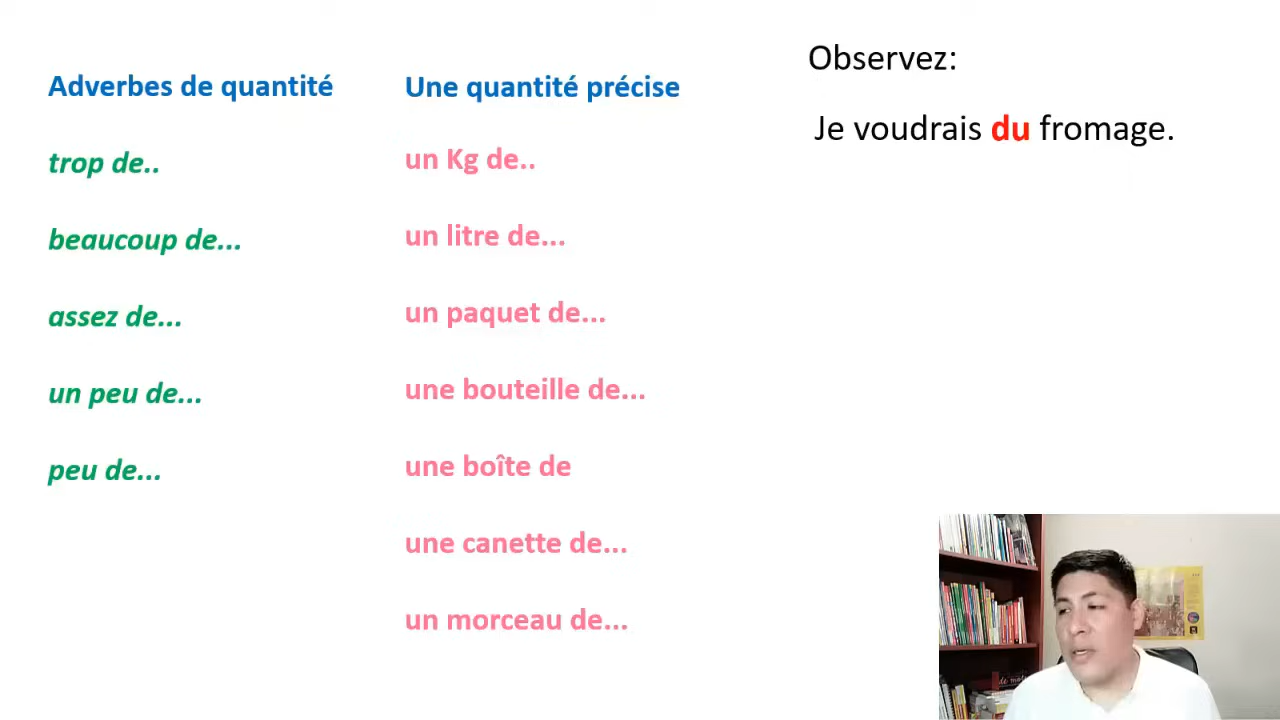 Adverbes de quantité
trop de..
beaucoup de...
assez de...
un peu de...
peu de...
Une quantité précise
un Kg de..
un litre de...
un paquet de...
une bouteille de...
une boîte de
une canette de...
un morceau de...
Observez:
Je voudrais du fromage.